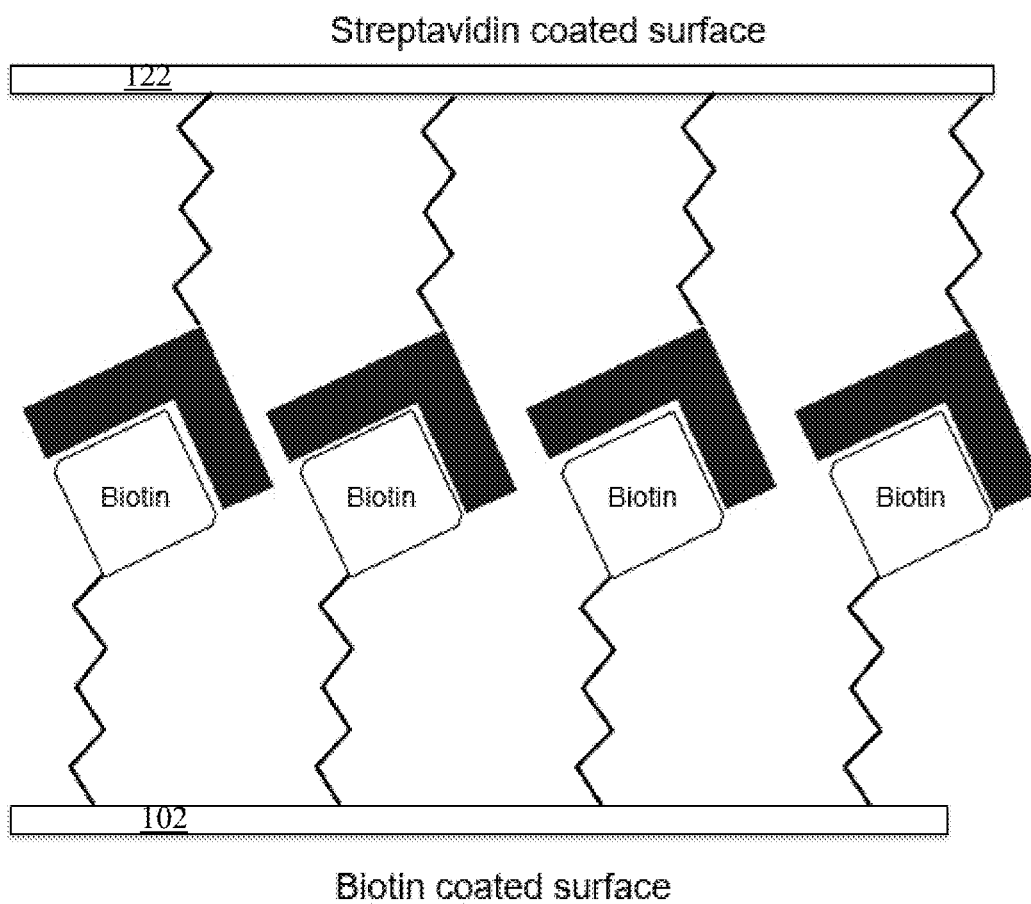 Streptavidin coated surface
122
Biotin Biotin Biotin Biotin
102
Biotin coated surface